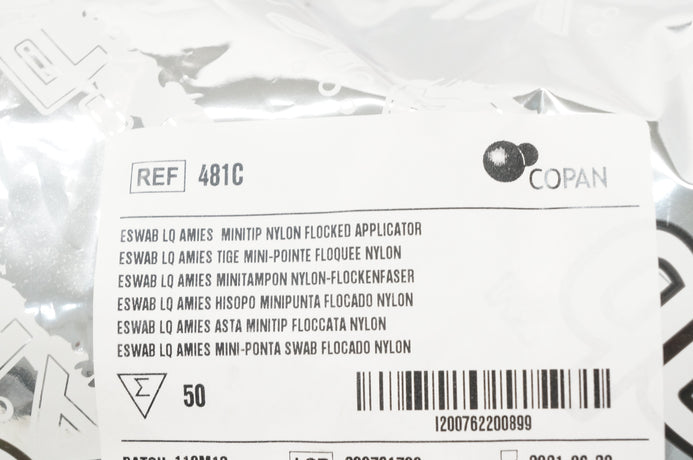 REF 481C
COPAN
ESWAB LQ AMIES MINITIP NYLON FLOCKED APPLICATOR
ESWAB LQ AMIES TIGE MINI-POINTE FLOQUEE NYLON
ESWAB LQ AMIES MINITAMPON NYLON-FLOCKENFASER
ESWAB LQ AMIES HISOPO MINIPUNTA FLOCADO NYLON
ESWAB LQ AMIES ASTA MINITIP FLOCCATA NYLON
ESWAB LQ AMIES MINI-PONTA SWAB FLOCADO NYLON
Σ 50
I200762200899